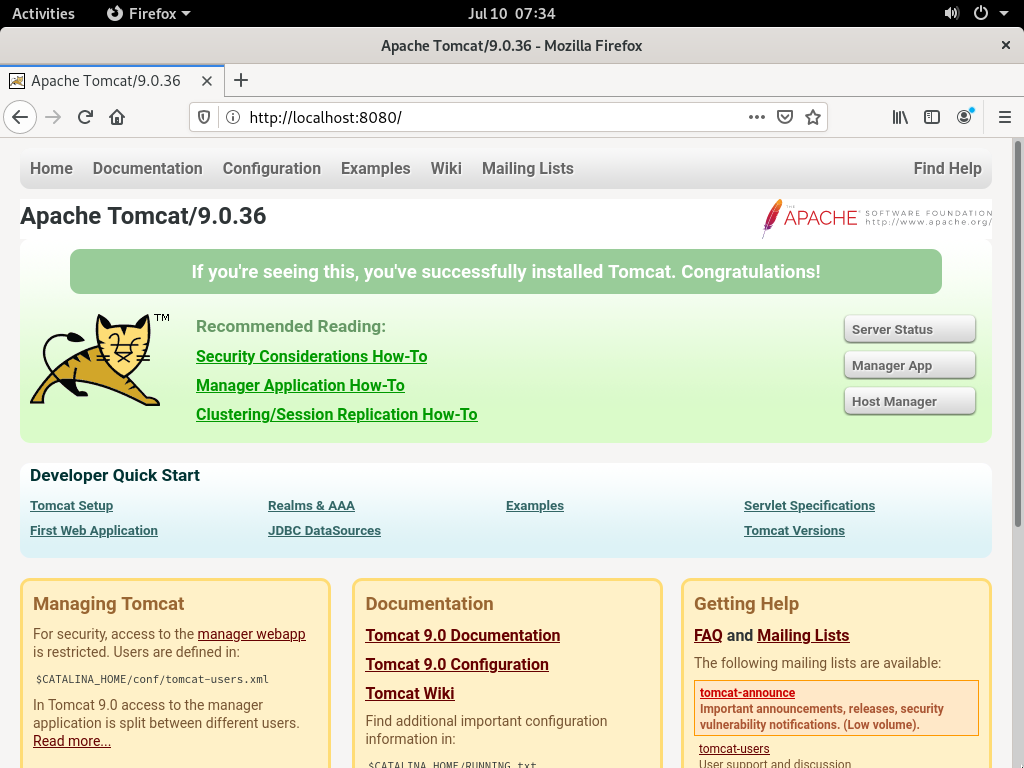 Activities Firefox Jul 10 07:34
Apache Tomcat/9.0.36 - Mozilla Firefox
Apache Tomcat/9.0.36
http://localhost:8080/
Home Documentation Configuration Examples Wiki Mailing Lists Find Help
Apache Tomcat/9.0.36
THE APACHE SOFTWARE FOUNDATION
http://www.apache.org/
If you're seeing this, you've successfully installed Tomcat. Congratulations!
TM
Recommended Reading:
Security Considerations How-To
Manager Application How-To
Clustering/Session Replication How-To
Server Status
Manager App
Host Manager
Developer Quick Start
Tomcat Setup
First Web Application
Realms & AAA
JDBC DataSources
Examples
Servlet Specifications
Tomcat Versions
Managing Tomcat
For security, access to the manager webapp
is restricted. Users are defined in:
$CATALINA_HOME/conf/tomcat-users.xml
In Tomcat 9.0 access to the manager
application is split between different users.
Read more...
Documentation
Tomcat 9.0 Documentation
Tomcat 9.0 Configuration
Tomcat Wiki
Find additional important configuration
information in:
$CATALINA_HOME/RUNNING.txt
Getting Help
FAQ and Mailing Lists
The following mailing lists are available:
tomcat-announce
Important announcements, releases, security
vulnerability notifications. (Low volume).
tomcat-users
User support and discussion